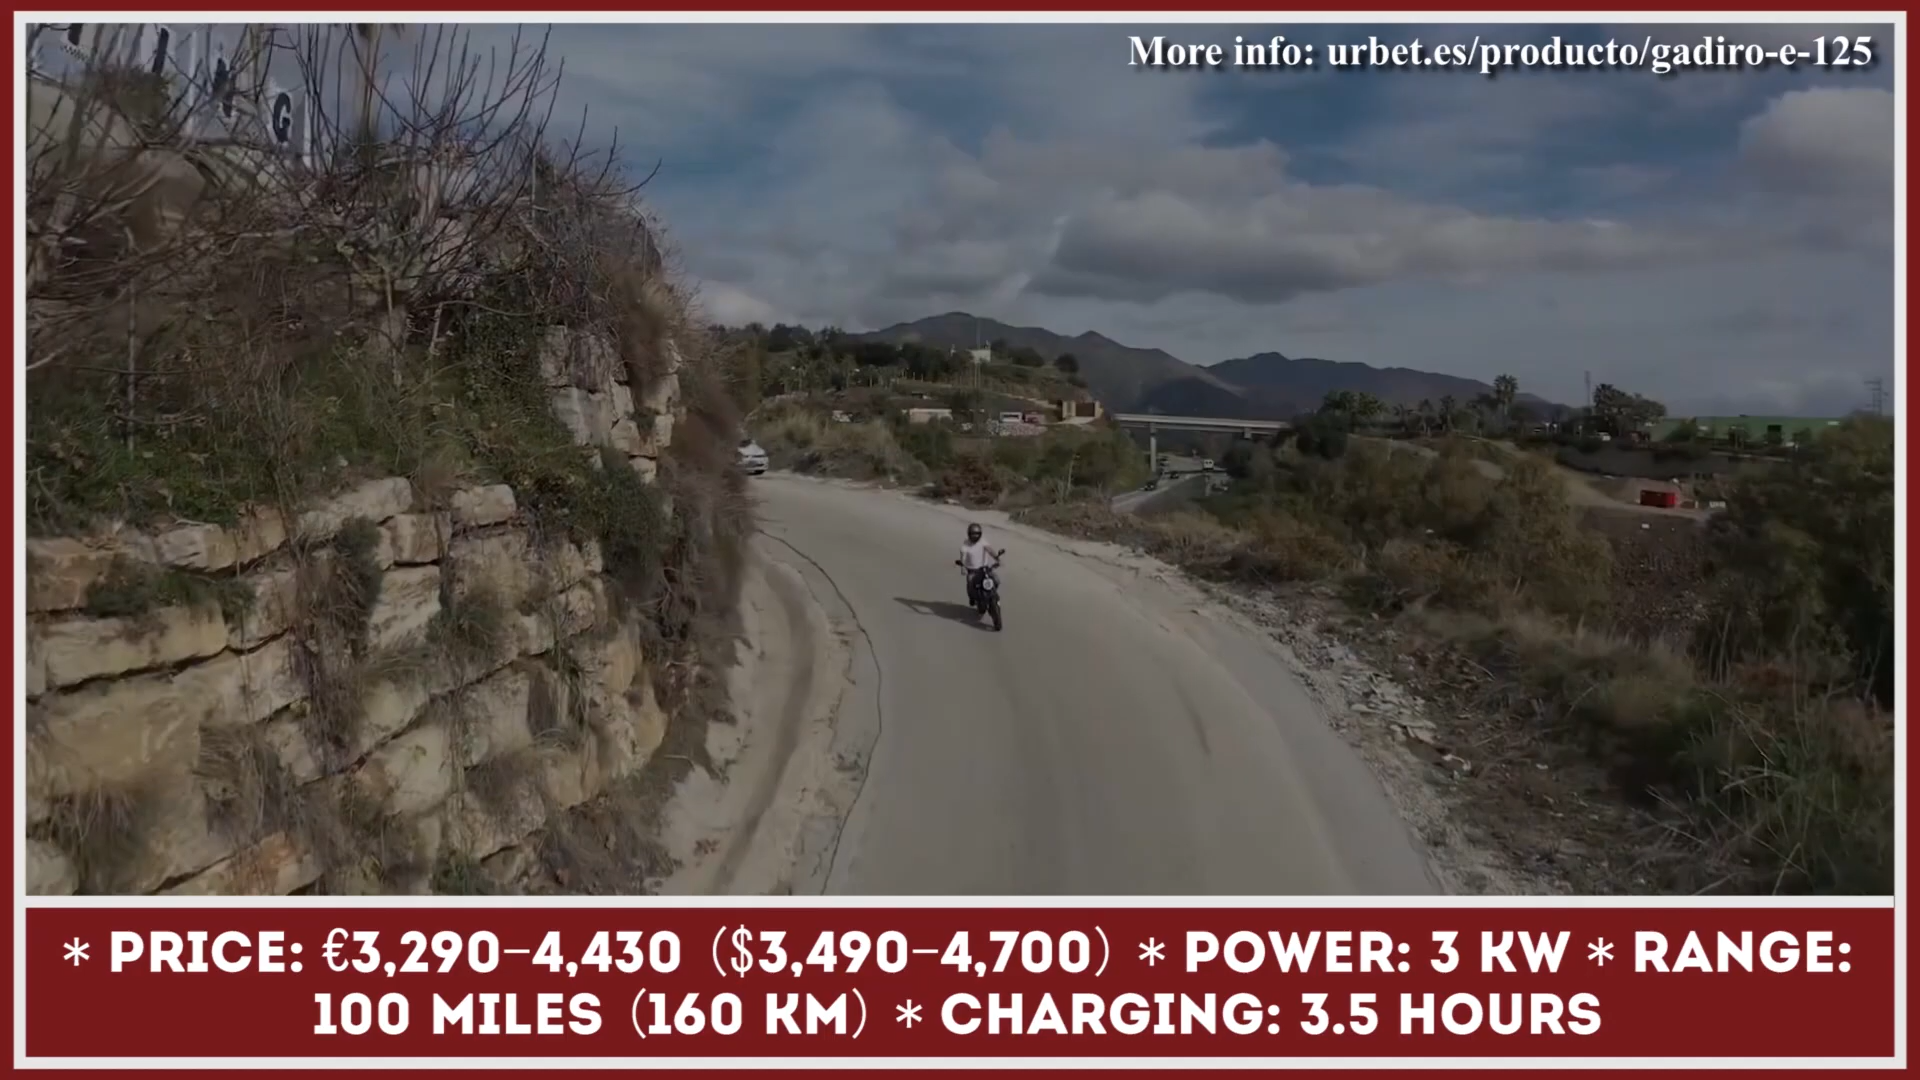 More info: urbet.es/producto/gadiro-e-125
* PRICE: €3,290–4,430 ($3,490–4,700) * POWER: 3 KW * RANGE:
100 MILES (160 KM) * CHARGING: 3.5 HOURS